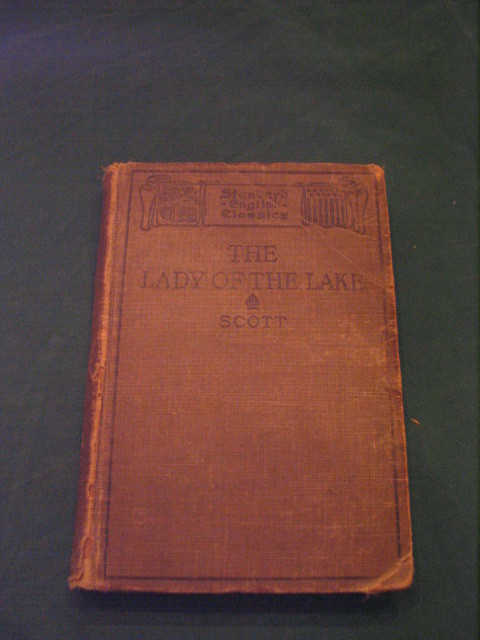 Standard
English
Classics
THE
LADY OF THE LAKE
SCOTT